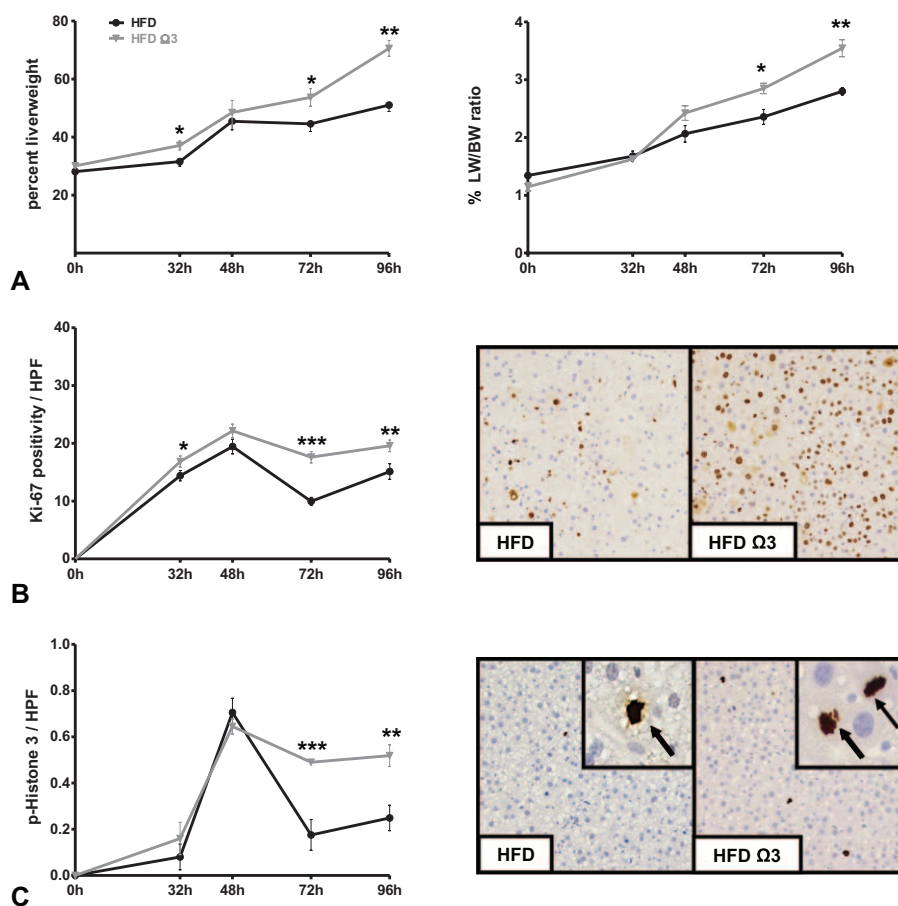 HFD
HFD Ω3
percent liverweight
80
60
40
20
*
*
**
0h 32h 48h 72h 96h
A
% LW/BW ratio
4
3
2
1
0
*
**
0h 32h 48h 72h 96h
Ki-67 positivity / HPF
40
30
20
10
0
*
***
**
0h 32h 48h 72h 96h
B
HFD
HFD Ω3
p-Histone 3 / HPF
1.0
0.8
0.6
0.4
0.2
0.0
***
**
0h 32h 48h 72h 96h
C
HFD
HFD Ω3